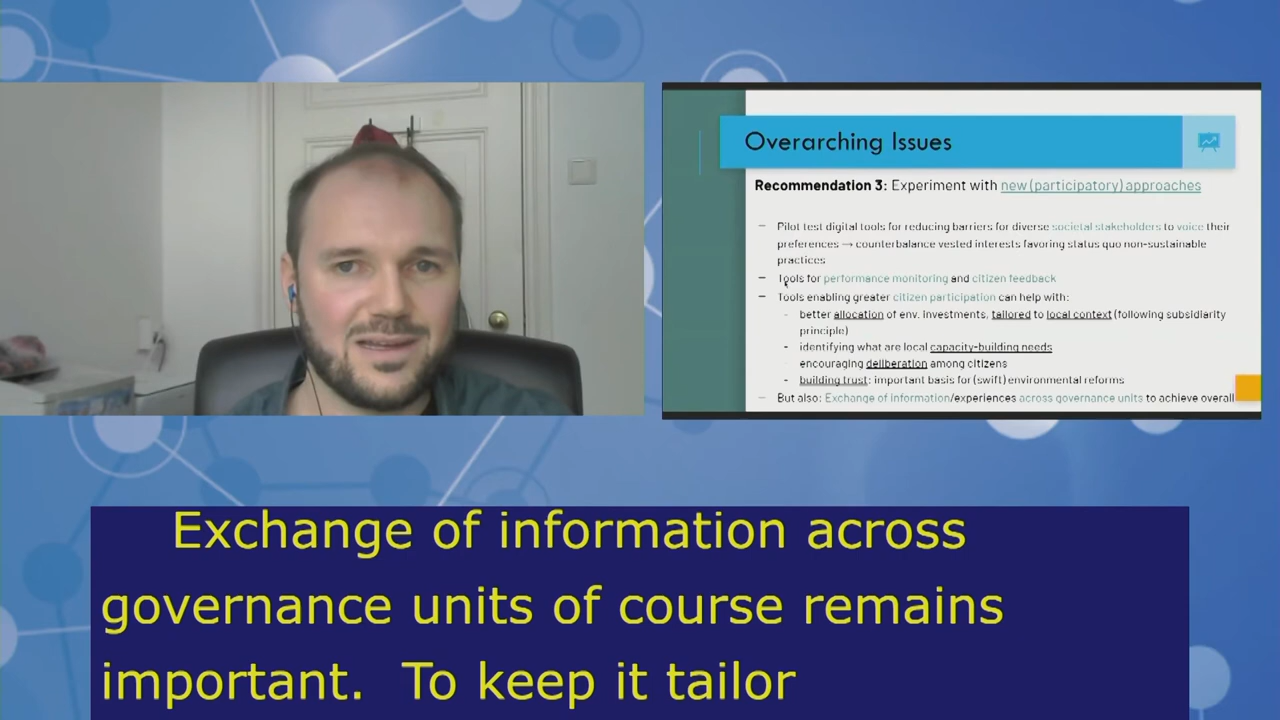 Overarching Issues
Recommendation 3: Experiment with new (participatory) approaches
– Pilot test digital tools for reducing barriers for diverse societal stakeholders to voice their
preferences → counterbalance vested interests favoring status quo non-sustainable
practices
– Tools for performance monitoring and citizen feedback
– Tools enabling greater citizen participation can help with:
- better allocation of env. investments, tailored to local context (following subsidiarity
principle)
- identifying what are local capacity-building needs
- encouraging deliberation among citizens
- building trust: important basis for (swift) environmental reforms
– But also: Exchange of information/experiences across governance units to achieve overall
Exchange of information across
governance units of course remains
important. To keep it tailor